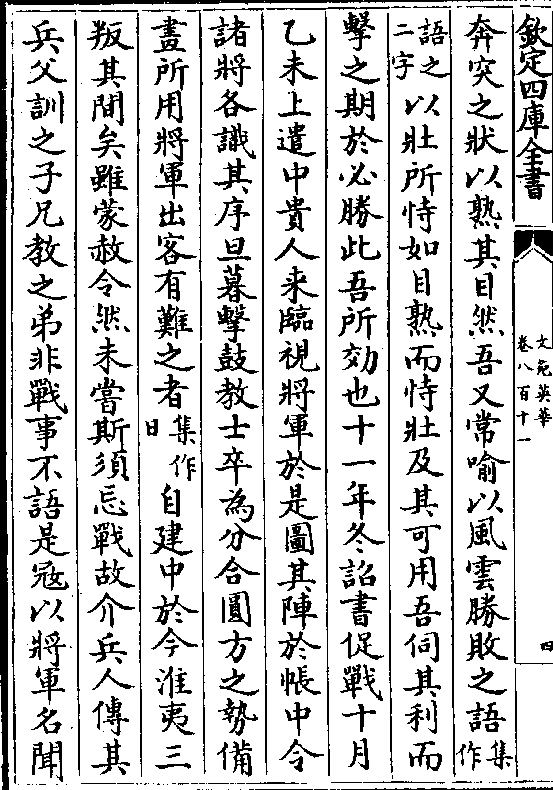 欽定四庫全書
文苑英華
卷八百十一
四
奔突之狀以熟其目然吾又常喻以風雲勝敗之語集作
語之二字以壯所恃如目熟而恃壯及其可用吾伺其利而
擊之期於必勝此吾所効也十一年冬詔書促戰十月
乙未上遣中貴人来臨視將軍於是圖其陣於帳中令
諸將各識其序旦暮擊鼓教士卒為分合圓方之勢備
盡所用將軍出客有難之者集作曰自建中於今淮夷三
叛其間矣雖蒙赦令然未嘗斯須忘戰故介兵人傳其
兵父訓之子兄教之弟非戰事不語是冦以將軍名聞